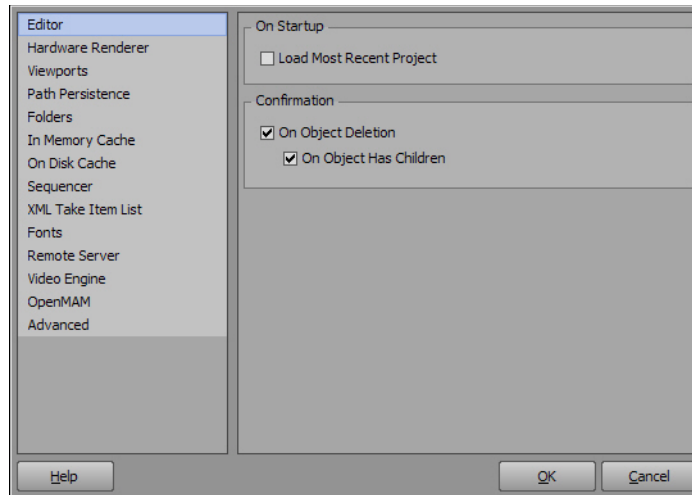 Editor
Hardware Renderer
Viewports
Path Persistence
Folders
In Memory Cache
On Disk Cache
Sequencer
XML Take Item List
Fonts
Remote Server
Video Engine
OpenMAM
Advanced
On Startup
Load Most Recent Project
Confirmation
On Object Deletion
On Object Has Children
Help
OK
Cancel